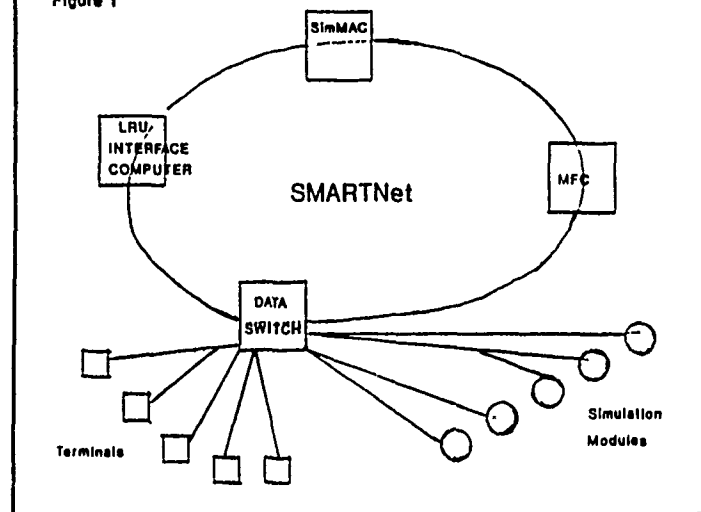 Figure 1
SimMAC
LRU
INTERFACE
COMPUTER
MFC
SMARTNet
DATA
SWITCH
Simulation
Modules
Terminals